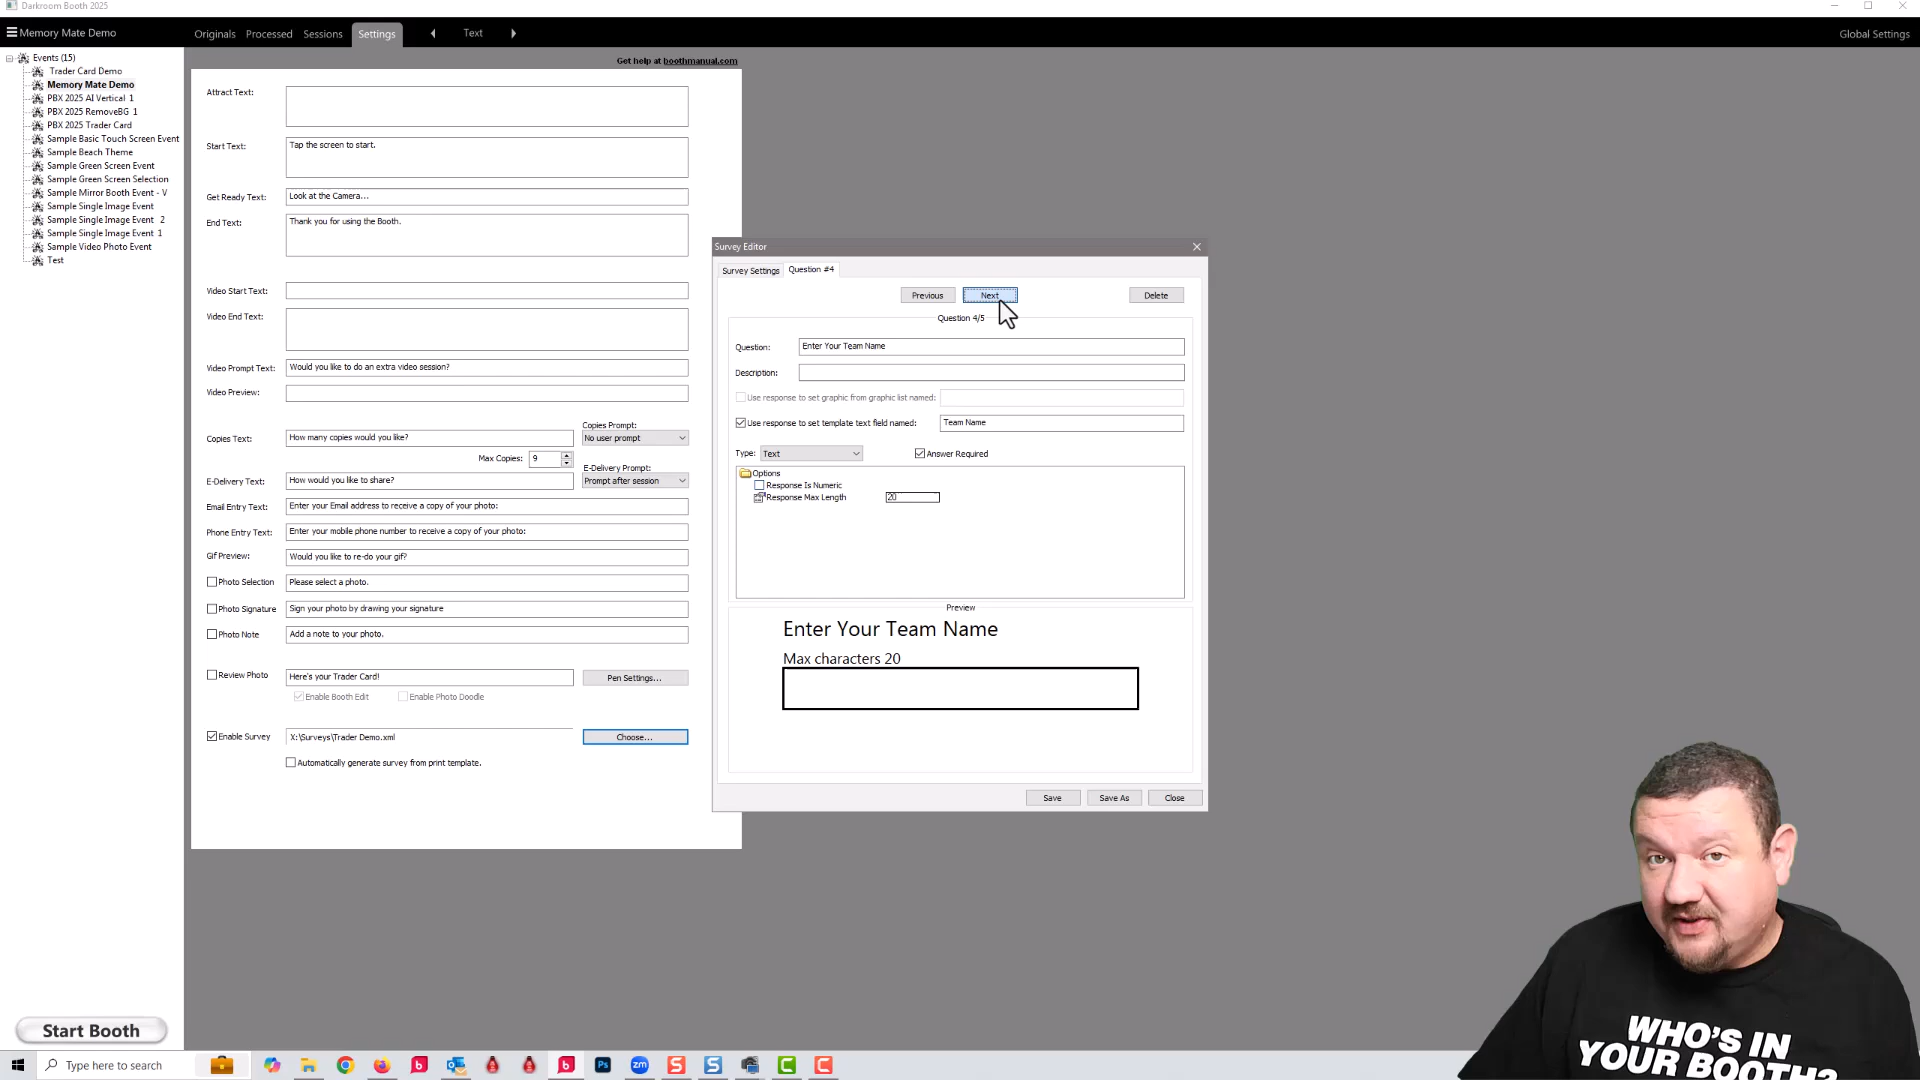 Darkroom Booth 2025
Memory Mate Demo
Originals Processed Sessions Settings Text Global Settings
Events (15)
Trader Card Demo
Memory Mate Demo
PBX 2025 AI Vertical 1
PBX 2025 RemoveBG 1
PBX 2025 Trader Card
Sample Basic Touch Screen Event
Sample Beach Theme
Sample Green Screen Event
Sample Green Screen Selection
Sample Mirror Booth Event - V
Sample Single Image Event
Sample Single Image Event 2
Sample Single Image Event 1
Sample Video Photo Event
Test
Get help at boothmanual.com
Attract Text:
Start Text: Tap the screen to start.
Get Ready Text: Look at the Camera...
End Text: Thank you for using the Booth.
Video Start Text:
Video End Text:
Video Prompt Text: Would you like to do an extra video session?
Video Preview:
Copies Prompt:
Copies Text: How many copies would you like? No user prompt
Max Copies: 9
E-Delivery Prompt:
E-Delivery Text: How would you like to share? Prompt after session
Email Entry Text: Enter your Email address to receive a copy of your photo:
Phone Entry Text: Enter your mobile phone number to receive a copy of your photo:
Gif Preview: Would you like to re-do your gif?
Photo Selection Please select a photo.
Photo Signature Sign your photo by drawing your signature
Photo Note Add a note to your photo.
Review Photo Here's your Trader Card! Pen Settings...
Enable Booth Edit Enable Photo Doodle
Enable Survey X:\Surveys\Trader Demo.xml Choose...
Automatically generate survey from print template.
Survey Editor
Survey Settings Question #4
Previous Next Delete
Question 4/5
Question: Enter Your Team Name
Description:
Use response to set graphic from graphic list named:
Use response to set template text field named: Team Name
Type: Text Answer Required
Options
Response Is Numeric
Response Max Length 20
Preview
Enter Your Team Name
Max characters 20
Save Save As Close
Start Booth
Type here to search
WHO'S IN
YOUR BOOTH?